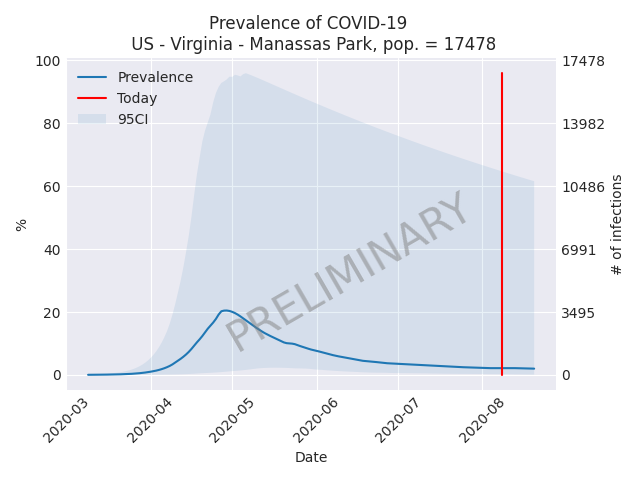 Prevalence of COVID-19
US - Virginia - Manassas Park, pop. = 17478
Prevalence
Today
95CI
100
80
60
40
20
0
%
17478
13982
10486
6991
3495
0
# of infections
PRELIMINARY
2020-03
2020-04
2020-05
2020-06
2020-07
2020-08
Date